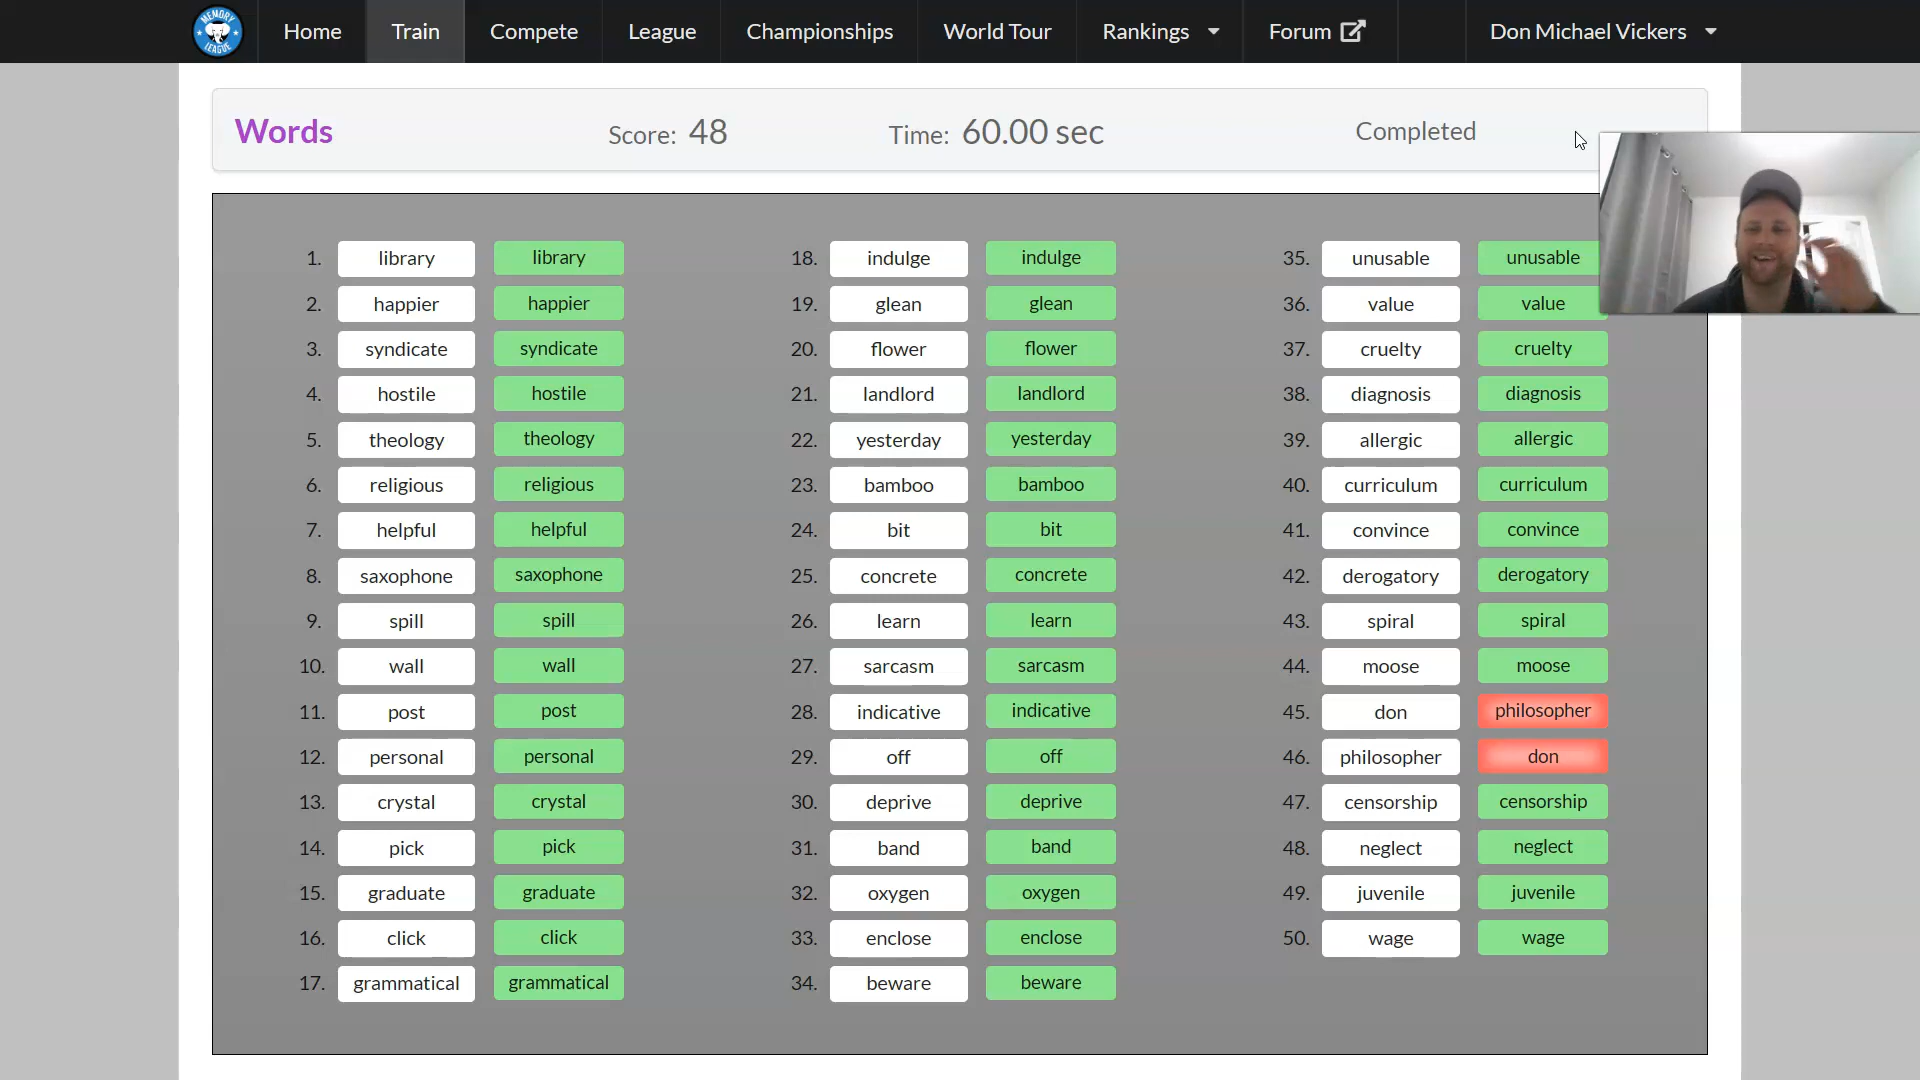 MEMORY LEAGUE
Home Train Compete League Championships World Tour Rankings Forum Don Michael Vickers
Words Score: 48 Time: 60.00 sec Completed
1. library library
2. happier happier
3. syndicate syndicate
4. hostile hostile
5. theology theology
6. religious religious
7. helpful helpful
8. saxophone saxophone
9. spill spill
10. wall wall
11. post post
12. personal personal
13. crystal crystal
14. pick pick
15. graduate graduate
16. click click
17. grammatical grammatical
18. indulge indulge
19. glean glean
20. flower flower
21. landlord landlord
22. yesterday yesterday
23. bamboo bamboo
24. bit bit
25. concrete concrete
26. learn learn
27. sarcasm sarcasm
28. indicative indicative
29. off off
30. deprive deprive
31. band band
32. oxygen oxygen
33. enclose enclose
34. beware beware
35. unusable unusable
36. value value
37. cruelty cruelty
38. diagnosis diagnosis
39. allergic allergic
40. curriculum curriculum
41. convince convince
42. derogatory derogatory
43. spiral spiral
44. moose moose
45. don philosopher
46. philosopher don
47. censorship censorship
48. neglect neglect
49. juvenile juvenile
50. wage wage